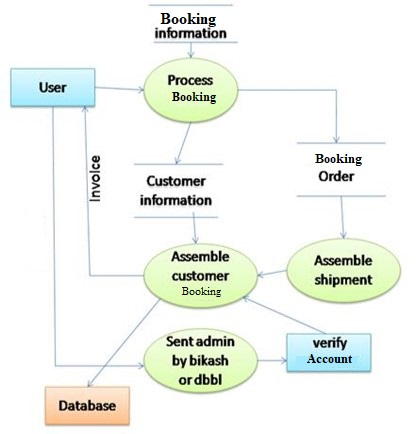 Booking
information
User
Process
Booking
Invoice
Customer
information
Booking
Order
Assemble
customer
Booking
Assemble
shipment
Sent admin
by bikash
or dbbl
verify
Account
Database